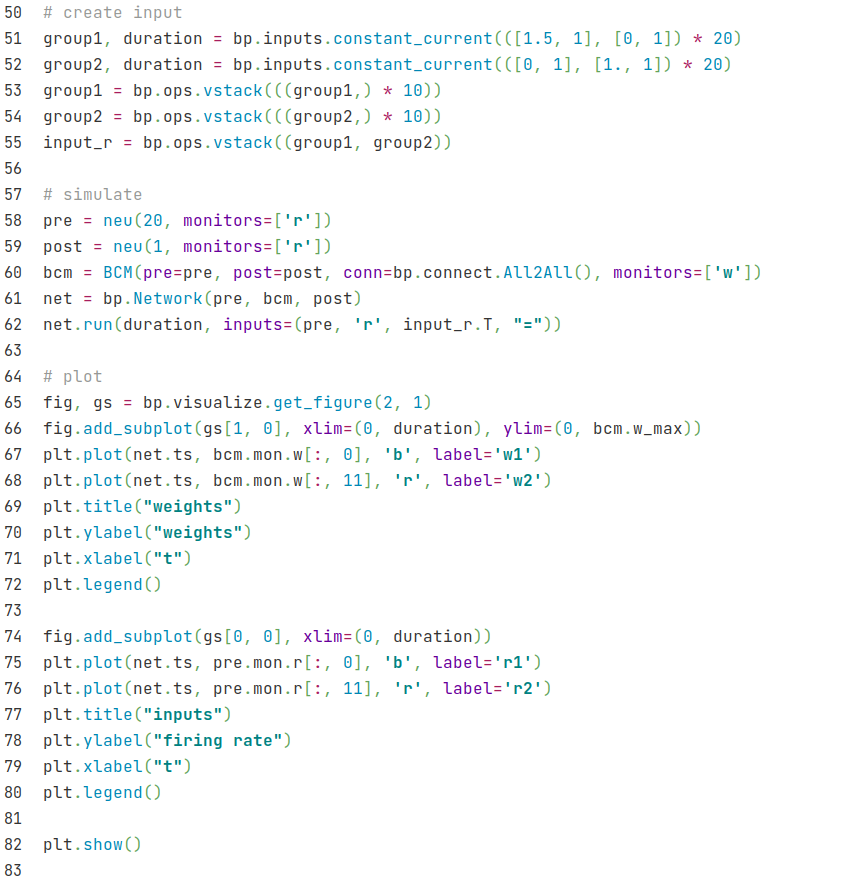 50 # create input
51 group1, duration = bp.inputs.constant_current(([1.5, 1], [0, 1]) * 20)
52 group2, duration = bp.inputs.constant_current(([0, 1], [1., 1]) * 20)
53 group1 = bp.ops.vstack(((group1,) * 10))
54 group2 = bp.ops.vstack(((group2,) * 10))
55 input_r = bp.ops.vstack((group1, group2))
56
57 # simulate
58 pre = neu(20, monitors=['r'])
59 post = neu(1, monitors=['r'])
60 bcm = BCM(pre=pre, post=post, conn=bp.connect.All2All(), monitors=['w'])
61 net = bp.Network(pre, bcm, post)
62 net.run(duration, inputs=(pre, 'r', input_r.T, "="))
63
64 # plot
65 fig, gs = bp.visualize.get_figure(2, 1)
66 fig.add_subplot(gs[1, 0], xlim=(0, duration), ylim=(0, bcm.w_max))
67 plt.plot(net.ts, bcm.mon.w[:, 0], 'b', label='w1')
68 plt.plot(net.ts, bcm.mon.w[:, 11], 'r', label='w2')
69 plt.title("weights")
70 plt.ylabel("weights")
71 plt.xlabel("t")
72 plt.legend()
73
74 fig.add_subplot(gs[0, 0], xlim=(0, duration))
75 plt.plot(net.ts, pre.mon.r[:, 0], 'b', label='r1')
76 plt.plot(net.ts, pre.mon.r[:, 11], 'r', label='r2')
77 plt.title("inputs")
78 plt.ylabel("firing rate")
79 plt.xlabel("t")
80 plt.legend()
81
82 plt.show()
83